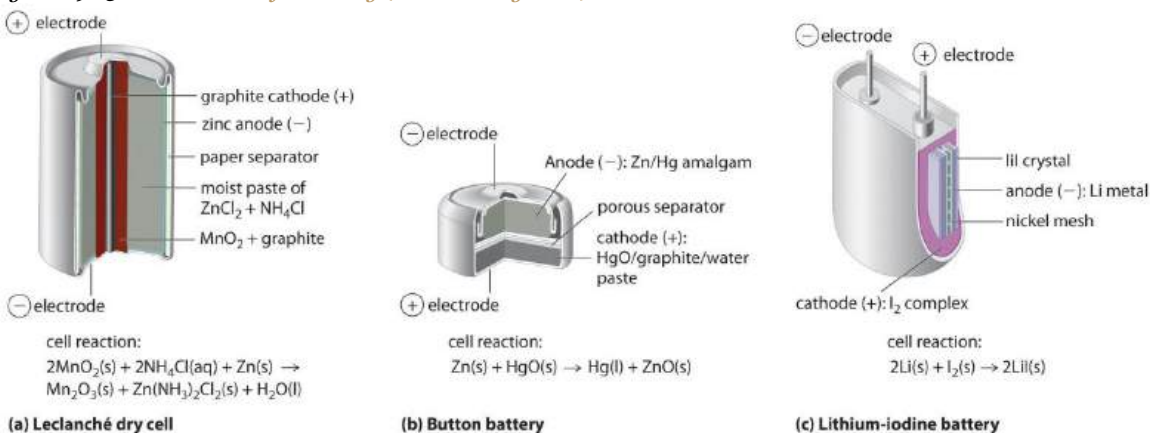 + electrode
graphite cathode (+)
zinc anode (−)
paper separator
moist paste of
ZnCl₂ + NH₄Cl
MnO₂ + graphite
− electrode
cell reaction:
2MnO₂(s) + 2NH₄Cl(aq) + Zn(s) →
Mn₂O₃(s) + Zn(NH₃)₂Cl₂(s) + H₂O(l)
(a) Leclanché dry cell
− electrode
Anode (−): Zn/Hg amalgam
porous separator
cathode (+):
HgO/graphite/water
paste
+ electrode
cell reaction:
Zn(s) + HgO(s) → Hg(l) + ZnO(s)
(b) Button battery
− electrode
+ electrode
lil crystal
anode (−): Li metal
nickel mesh
cathode (+): I₂ complex
cell reaction:
2Li(s) + I₂(s) → 2LiI(s)
(c) Lithium-iodine battery